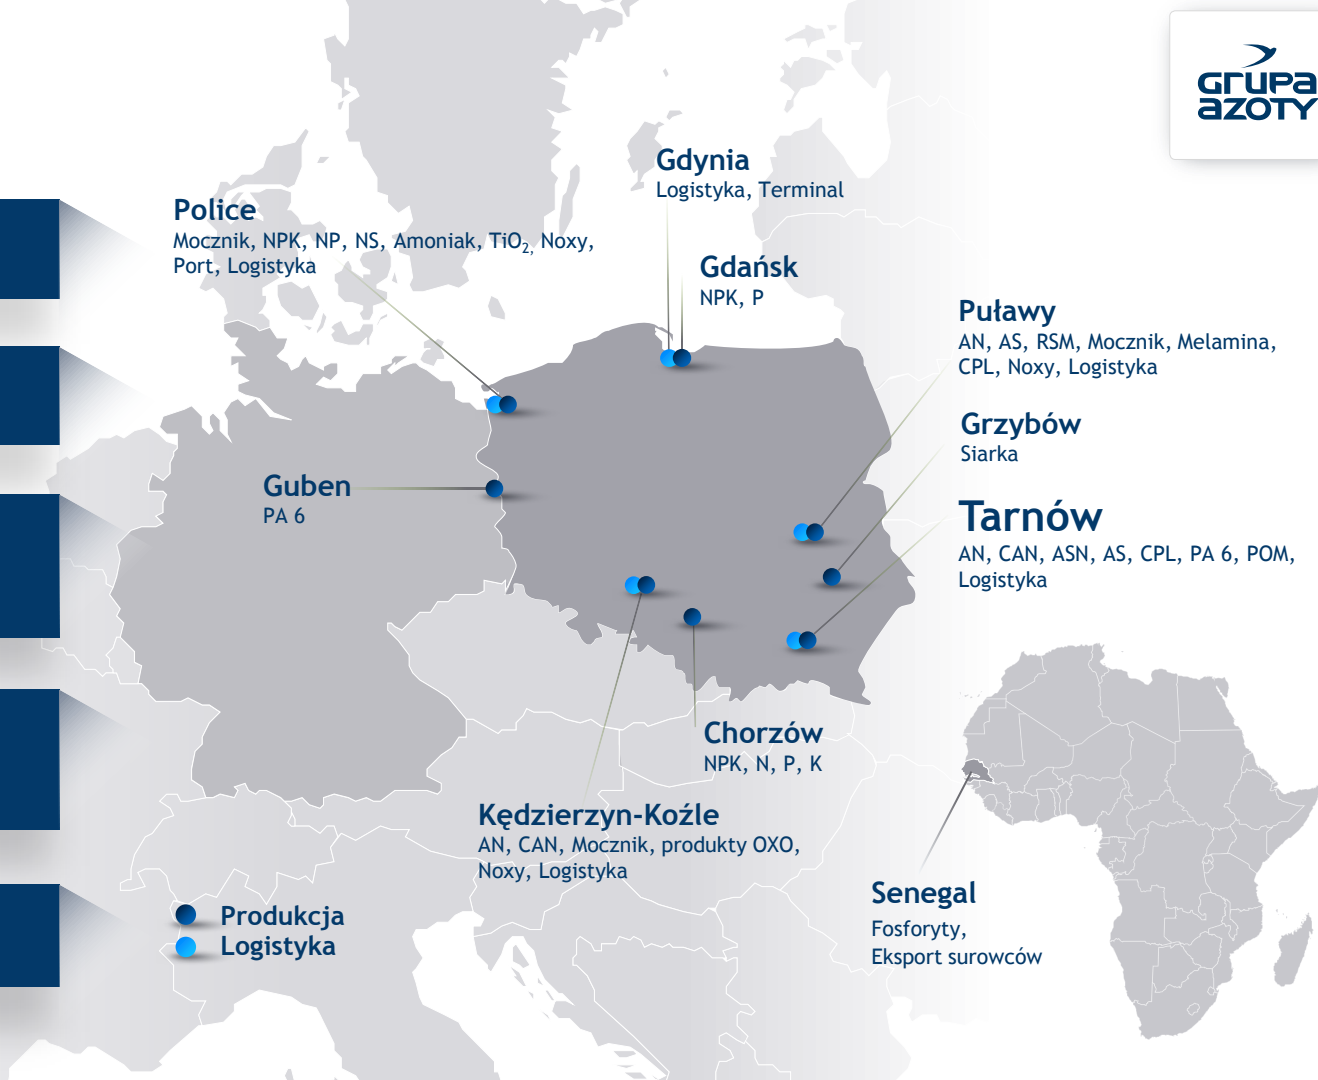 GRUPA
AZOTY
Gdynia
Logistyka, Terminal
Police
Mocznik, NPK, NP, NS, Amoniak, TiO2, Noxy,
Port, Logistyka
Gdańsk
NPK, P
Puławy
AN, AS, RSM, Mocznik, Melamina,
CPL, Noxy, Logistyka
Grzybów
Siarka
Guben
PA 6
Tarnów
AN, CAN, ASN, AS, CPL, PA 6, POM,
Logistyka
Chorzów
NPK, N, P, K
Kędzierzyn-Koźle
AN, CAN, Mocznik, produkty OXO,
Noxy, Logistyka
Senegal
Fosforyty,
Eksport surowców
Produkcja
Logistyka